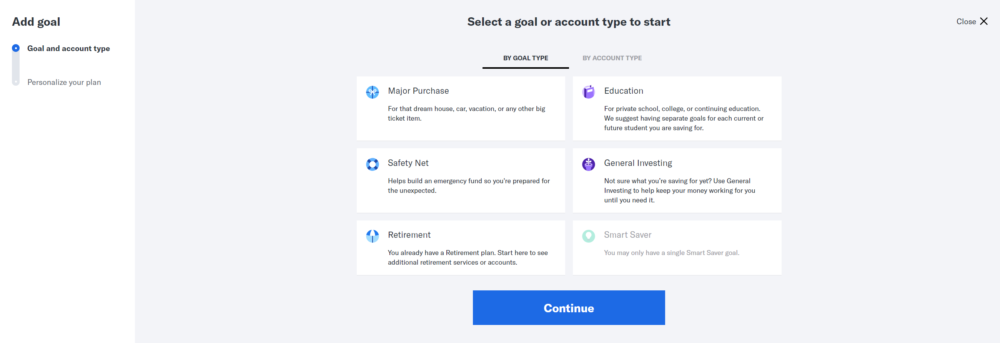 Add goal
Goal and account type
Personalize your plan
Select a goal or account type to start
Close
BY GOAL TYPE
BY ACCOUNT TYPE
Major Purchase
For that dream house, car, vacation, or any other big
ticket item.
Education
For private school, college, or continuing education.
We suggest having separate goals for each current or
future student you are saving for.
Safety Net
Helps build an emergency fund so you're prepared for
the unexpected.
General Investing
Not sure what you’re saving for yet? Use General
Investing to help keep your money working for you
until you need it.
Retirement
You already have a Retirement plan. Start here to see
additional retirement services or accounts.
Smart Saver
You may only have a single Smart Saver goal.
Continue